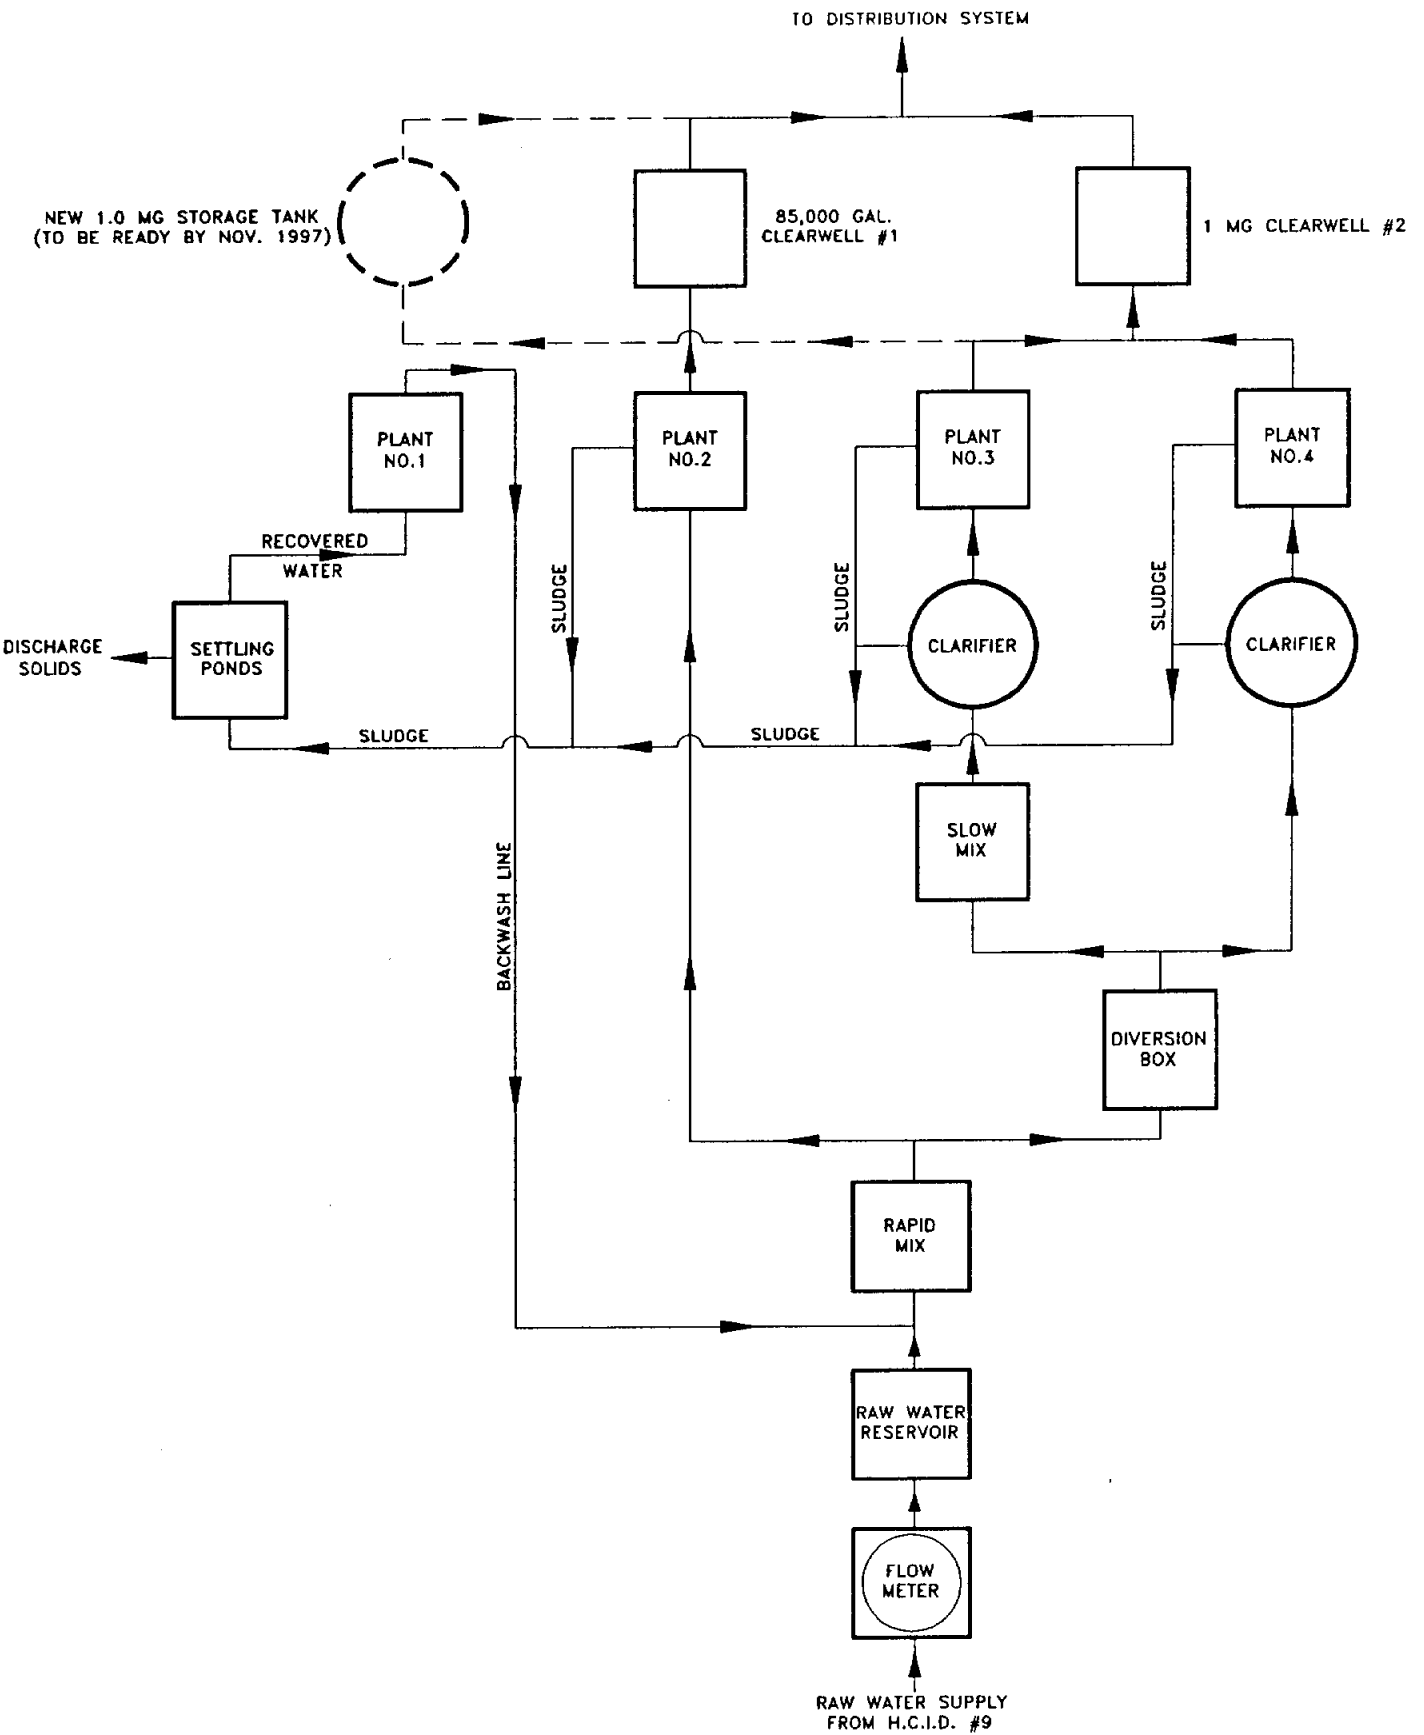 TO DISTRIBUTION SYSTEM
NEW 1.0 MG STORAGE TANK
(TO BE READY BY NOV. 1997)
85,000 GAL.
CLEARWELL #1
1 MG CLEARWELL #2
PLANT
NO.1
PLANT
NO.2
PLANT
NO.3
PLANT
NO.4
RECOVERED
WATER
SLUDGE
SLUDGE
SLUDGE
DISCHARGE
SOLIDS
SETTLING
PONDS
CLARIFIER
CLARIFIER
SLUDGE
SLUDGE
SLOW
MIX
BACKWASH LINE
DIVERSION
BOX
RAPID
MIX
RAW WATER
RESERVOIR
FLOW
METER
RAW WATER SUPPLY
FROM H.C.I.D. #9